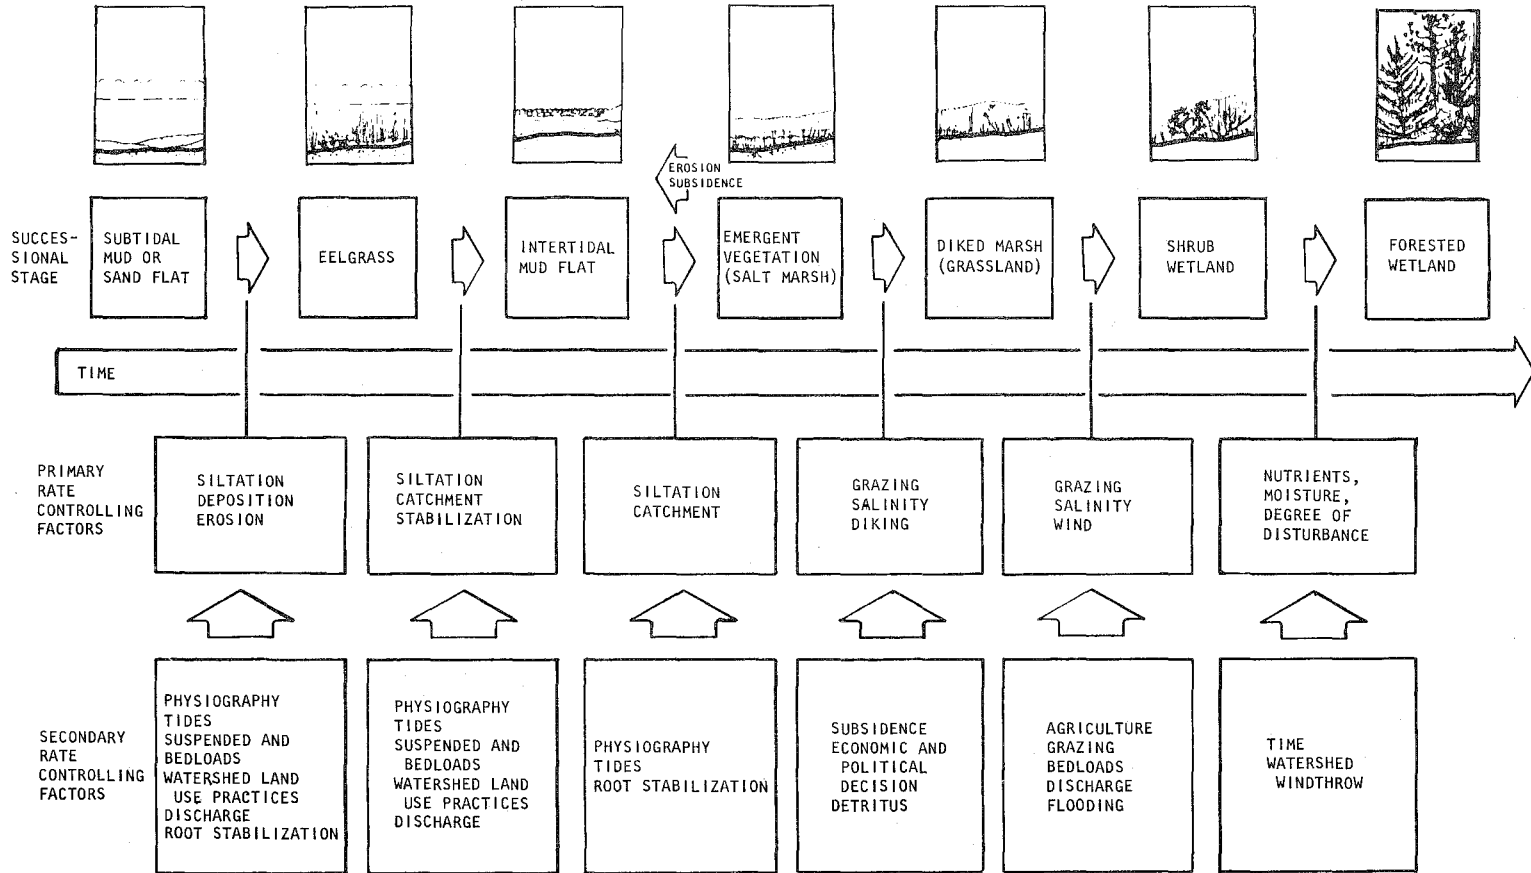 EROSION
SUBSIDENCE
SUCCES-
SIONAL
STAGE
SUBTIDAL
MUD OR
SAND FLAT
EELGRASS
INTERTIDAL
MUD FLAT
EMERGENT
VEGETATION
(SALT MARSH)
DIKED MARSH
(GRASSLAND)
SHRUB
WETLAND
FORESTED
WETLAND
TIME
PRIMARY
RATE
CONTROLLING
FACTORS
SILTATION
DEPOSITION
EROSION
SILTATION
CATCHMENT
STABILIZATION
SILTATION
CATCHMENT
GRAZING
SALINITY
DIKING
GRAZING
SALINITY
WIND
NUTRIENTS,
MOISTURE,
DEGREE OF
DISTURBANCE
SECONDARY
RATE
CONTROLLING
FACTORS
PHYSIOGRAPHY
TIDES
SUSPENDED AND
BEDLOADS
WATERSHED LAND
USE PRACTICES
DISCHARGE
ROOT STABILIZATION
PHYSIOGRAPHY
TIDES
SUSPENDED AND
BEDLOADS
WATERSHED LAND
USE PRACTICES
DISCHARGE
PHYSIOGRAPHY
TIDES
ROOT STABILIZATION
SUBSIDENCE
ECONOMIC AND
POLITICAL
DECISION
DETRITUS
AGRICULTURE
GRAZING
BEDLOADS
DISCHARGE
FLOODING
TIME
WATERSHED
WINDTHROW